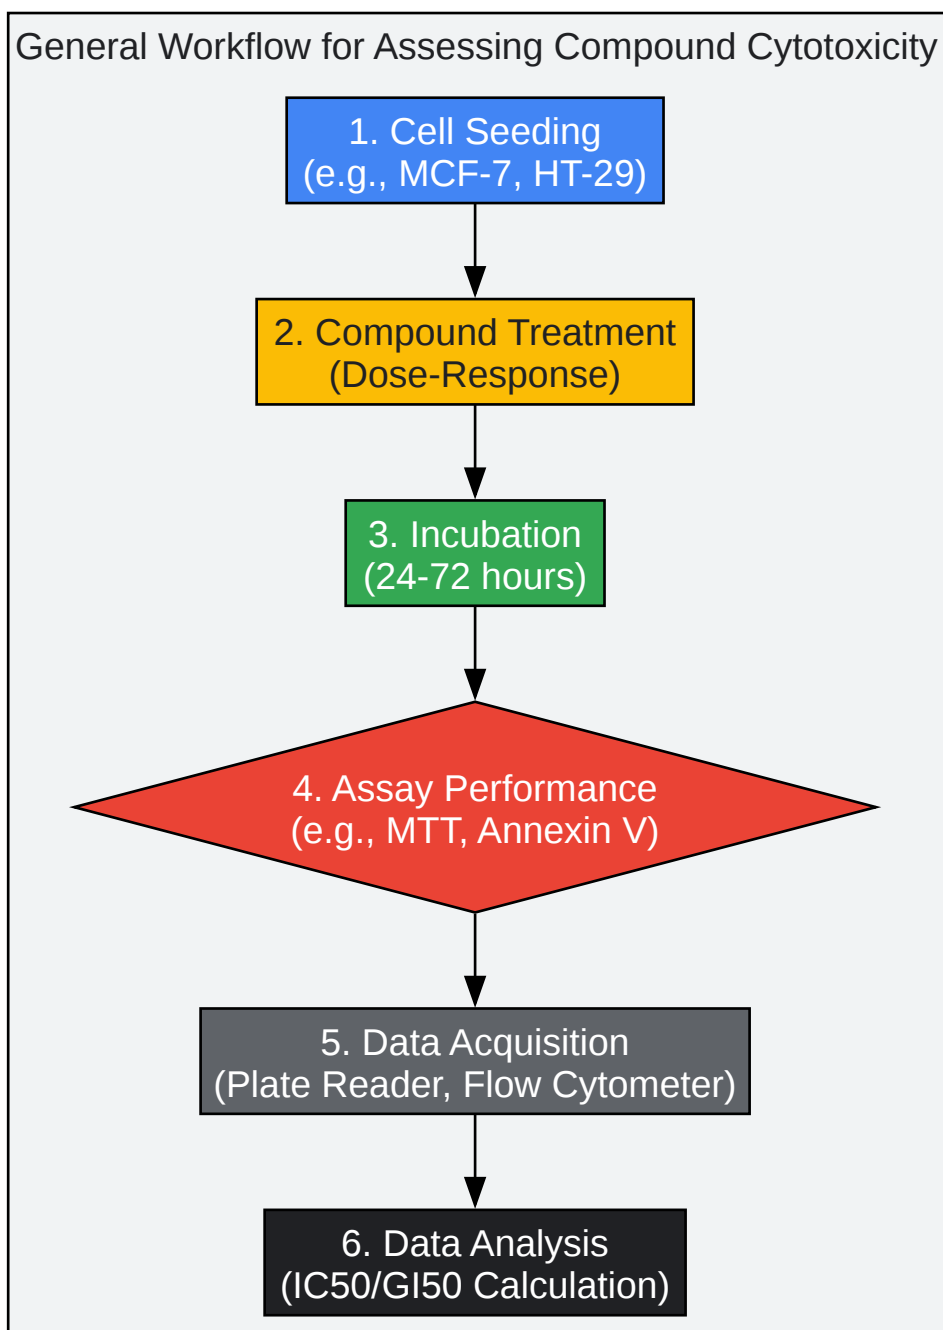 General Workflow for Assessing Compound Cytotoxicity
1. Cell Seeding
(e.g., MCF-7, HT-29)
2. Compound Treatment
(Dose-Response)
3. Incubation
(24-72 hours)
4. Assay Performance
(e.g., MTT, Annexin V)
5. Data Acquisition
(Plate Reader, Flow Cytometer)
6. Data Analysis
(IC50/GI50 Calculation)